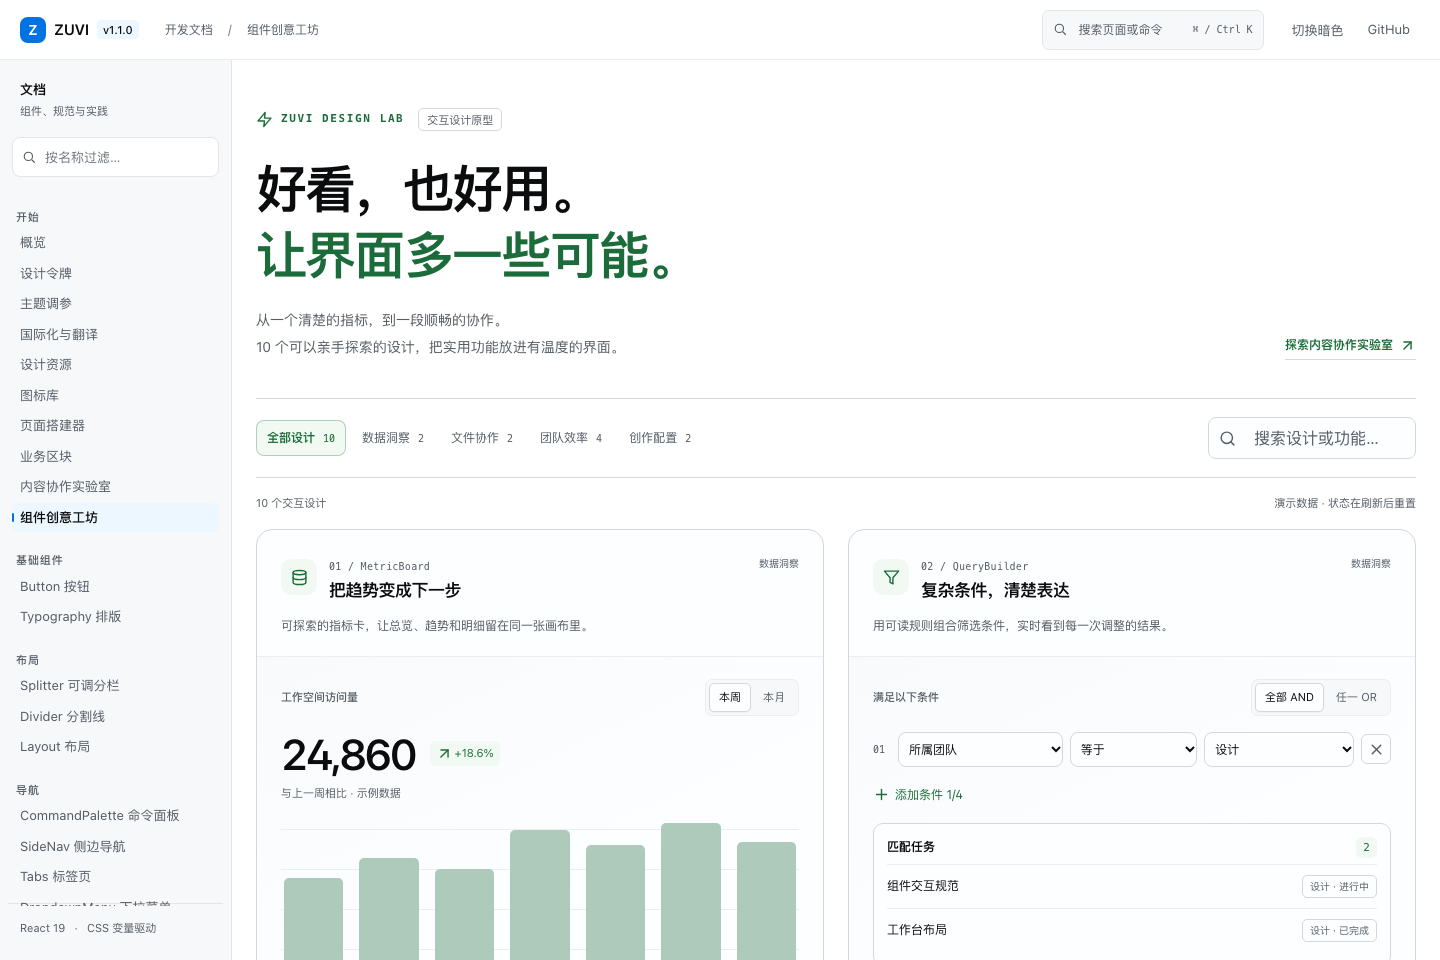 Z ZUVI v1.1.0 开发文档 / 组件创意工坊
搜索页面或命令 ⌘ / Ctrl K 切换暗色 GitHub
文档
组件、规范与实践
按名称过滤...
开始
概览
设计令牌
主题调参
国际化与翻译
设计资源
图标库
页面搭建器
业务区块
内容协作实验室
组件创意工坊
基础组件
Button 按钮
Typography 排版
布局
Splitter 可调分栏
Divider 分割线
Layout 布局
导航
CommandPalette 命令面板
SideNav 侧边导航
Tabs 标签页
React 19 · CSS 变量驱动
ZUVI DESIGN LAB 交互设计原型
好看，也好用。
让界面多一些可能。
从一个清楚的指标，到一段顺畅的协作。
10 个可以亲手探索的设计，把实用功能放进有温度的界面。
探索内容协作实验室
全部设计 10 数据洞察 2 文件协作 2 团队效率 4 创作配置 2
搜索设计或功能...
10 个交互设计
演示数据 · 状态在刷新后重置
01 / MetricBoard
数据洞察
把趋势变成下一步
可探索的指标卡，让总览、趋势和明细留在同一张画布里。
工作空间访问量
本周 本月
24,860 +18.6%
与上一周相比 · 示例数据
02 / QueryBuilder
数据洞察
复杂条件，清楚表达
用可读规则组合筛选条件，实时看到每一次调整的结果。
满足以下条件
全部 AND 任一 OR
01 所属团队 等于 设计
添加条件 1/4
匹配任务 2
组件交互规范 设计 · 进行中
工作台布局 设计 · 已完成